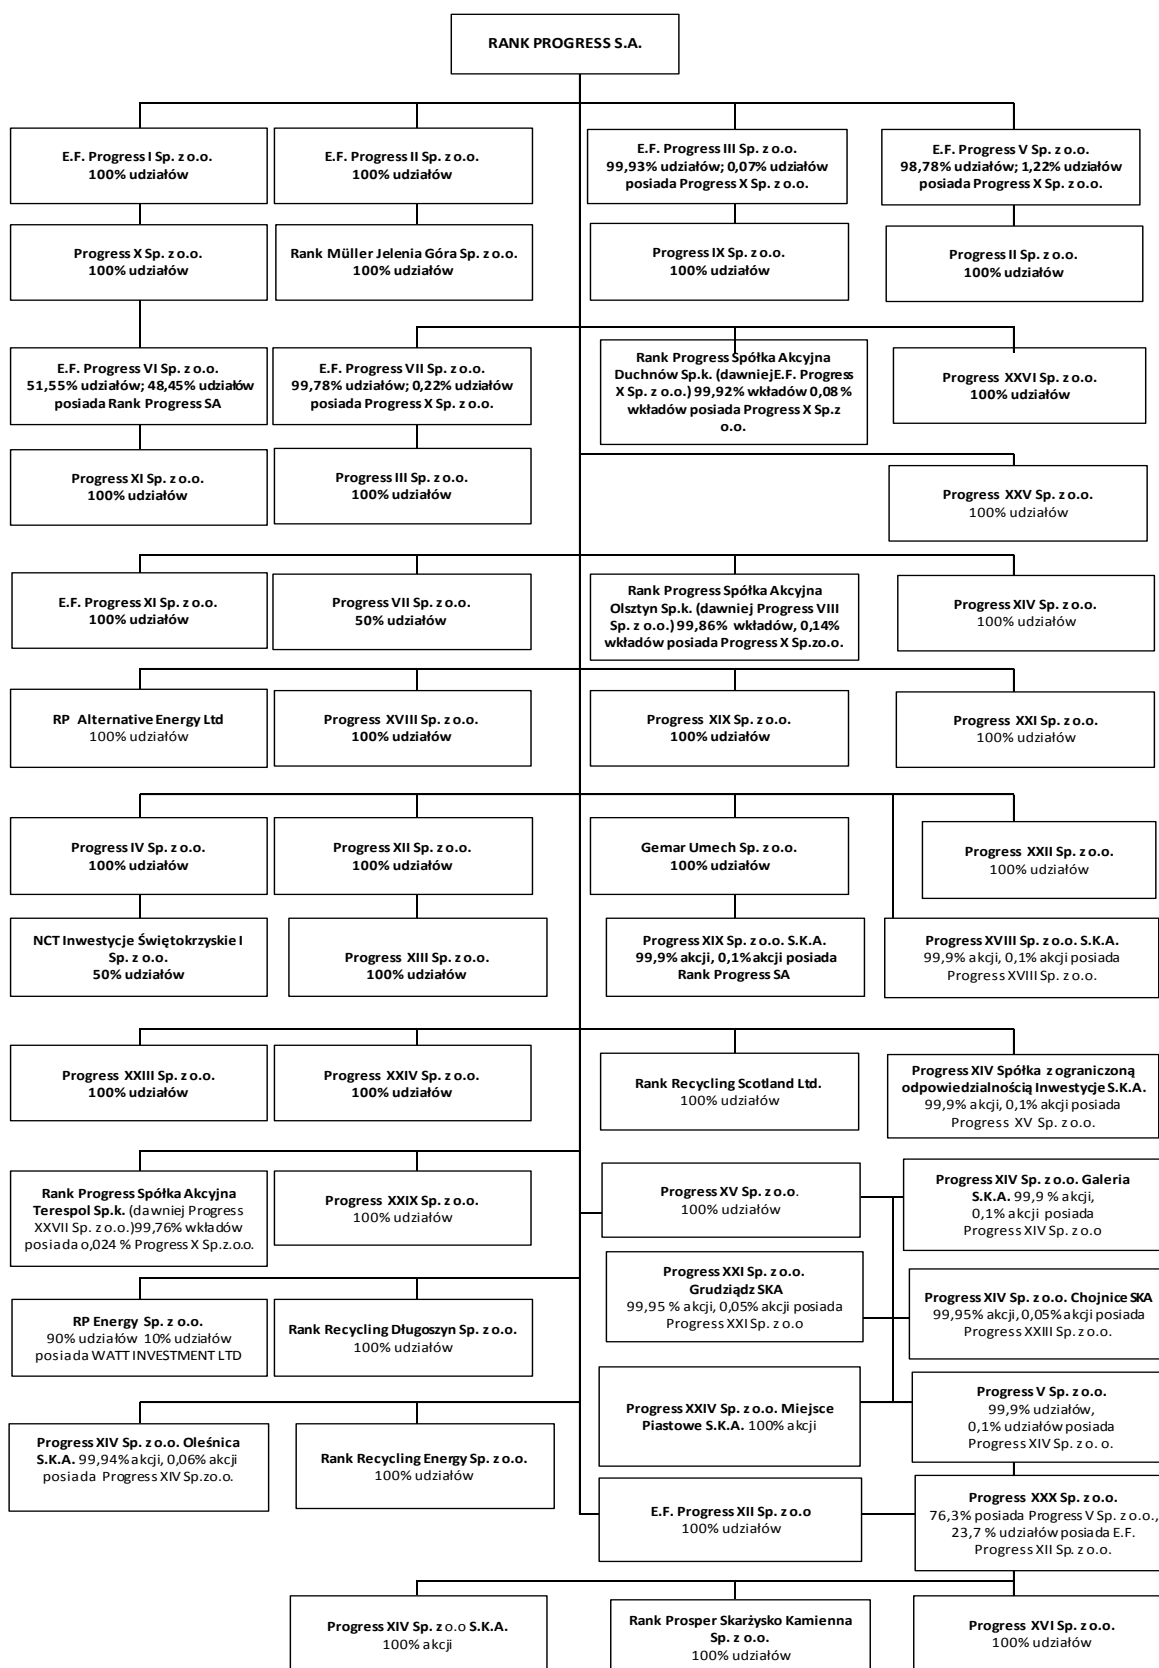 RANK PROGRESS S.A.
E.F. Progress I Sp. z o.o.
100% udziałów
E.F. Progress II Sp. z o.o.
100% udziałów
E.F. Progress III Sp. z o.o.
99,93% udziałów; 0,07% udziałów
posiada Progress X Sp. z o.o.
E.F. Progress V Sp. z o.o.
98,78% udziałów; 1,22% udziałów
posiada Progress X Sp. z o.o.
Progress X Sp. z o.o.
100% udziałów
Rank Müller Jelenia Góra Sp. z o.o.
100% udziałów
Progress IX Sp. z o.o.
100% udziałów
Progress II Sp. z o.o.
100% udziałów
E.F. Progress VI Sp. z o.o.
51,55% udziałów; 48,45% udziałów
posiada Rank Progress SA
E.F. Progress VII Sp. z o.o.
99,78% udziałów; 0,22% udziałów
posiada Progress X Sp. z o.o.
Rank Progress Spółka Akcyjna
Duchnów Sp.k. (dawniejE.F. Progress
X Sp. z o.o.) 99,92% wkładów 0,08 %
wkładów posiada Progress X Sp.z
o.o.
Progress XXVI Sp. z o.o.
100% udziałów
Progress XI Sp. z o.o.
100% udziałów
Progress III Sp. z o.o.
100% udziałów
Progress XXV Sp. z o.o.
100% udziałów
E.F. Progress XI Sp. z o.o.
100% udziałów
Progress VII Sp. z o.o.
50% udziałów
Rank Progress Spółka Akcyjna
Olsztyn Sp.k. (dawniej Progress VIII
Sp. z o.o.) 99,86% wkładów, 0,14%
wkładów posiada Progress X Sp.zo.o.
Progress XIV Sp. z o.o.
100% udziałów
RP Alternative Energy Ltd
100% udziałów
Progress XVIII Sp. z o.o.
100% udziałów
Progress XIX Sp. z o.o.
100% udziałów
Progress XXI Sp. z o.o.
100% udziałów
Progress IV Sp. z o.o.
100% udziałów
Progress XII Sp. z o.o.
100% udziałów
Gemar Umech Sp. z o.o.
100% udziałów
Progress XXII Sp. z o.o.
100% udziałów
NCT Inwestycje Świętokrzyskie I
Sp. z o.o.
50% udziałów
Progress XIII Sp. z o.o.
100% udziałów
Progress XIX Sp. z o.o. S.K.A.
99,9% akcji, 0,1% akcji posiada
Rank Progress SA
Progress XVIII Sp. z o.o. S.K.A.
99,9% akcji, 0,1% akcji posiada
Progress XVIII Sp. z o.o.
Progress XXIII Sp. z o.o.
100% udziałów
Progress XXIV Sp. z o.o.
100% udziałów
Rank Recycling Scotland Ltd.
100% udziałów
Progress XIV Spółka z ograniczoną
odpowiedzialnością Inwestycje S.K.A.
99,9% akcji, 0,1% akcji posiada
Progress XV Sp. z o.o.
Rank Progress Spółka Akcyjna
Terespol Sp.k. (dawniej Progress
XXVII Sp. z o.o.)99,76% wkładów
posiada o,024 % Progress X Sp.z.o.o.
Progress XXIX Sp. z o.o.
100% udziałów
Progress XV Sp. z o.o.
100% udziałów
Progress XIV Sp. z o.o. Galeria
S.K.A. 99,9 % akcji,
0,1% akcji posiada
Progress XIV Sp. z o.o
RP Energy Sp. z o.o.
90% udziałów 10% udziałów
posiada WATT INVESTMENT LTD
Rank Recycling Długoszyn Sp. z o.o.
100% udziałów
Progress XXI Sp. z o.o.
Grudziądz SKA
99,95 % akcji, 0,05% akcji posiada
Progress XXI Sp. z o.o
Progress XIV Sp. z o.o. Chojnice SKA
99,95% akcji, 0,05% akcji posiada
Progress XXIII Sp. z o.o.
Progress XIV Sp. z o.o. Oleśnica
S.K.A. 99,94% akcji, 0,06% akcji
posiada Progress XIV Sp.zo.o.
Rank Recycling Energy Sp. z o.o.
100% udziałów
Progress XXIV Sp. z o.o. Miejsce
Piastowe S.K.A. 100% akcji
Progress V Sp. z o.o.
99,9% udziałów,
0,1% udziałów posiada
Progress XIV Sp. z o. o.
E.F. Progress XII Sp. z o.o
100% udziałów
Progress XXX Sp. z o.o.
76,3% posiada Progress V Sp. z o.o.,
23,7 % udziałów posiada E.F.
Progress XII Sp. z o.o.
Progress XIV Sp. z o.o S.K.A.
100% akcji
Rank Prosper Skarżysko Kamienna
Sp. z o.o.
100% udziałów
Progress XVI Sp. z o.o.
100% udziałów